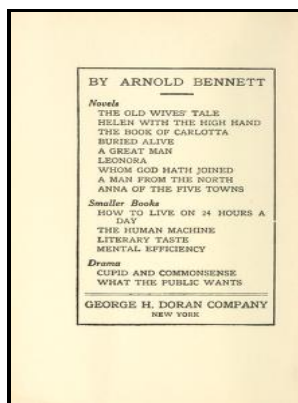 BY ARNOLD BENNETT
Novels
THE OLD WIVES' TALE
HELEN WITH THE HIGH HAND
THE BOOK OF CARLOTTA
BURIED ALIVE
A GREAT MAN
LEONORA
WHOM GOD HATH JOINED
A MAN FROM THE NORTH
ANNA OF THE FIVE TOWNS
Smaller Books
HOW TO LIVE ON 24 HOURS A
DAY
THE HUMAN MACHINE
LITERARY TASTE
MENTAL EFFICIENCY
Drama
CUPID AND COMMONSENSE
WHAT THE PUBLIC WANTS
GEORGE H. DORAN COMPANY
NEW YORK